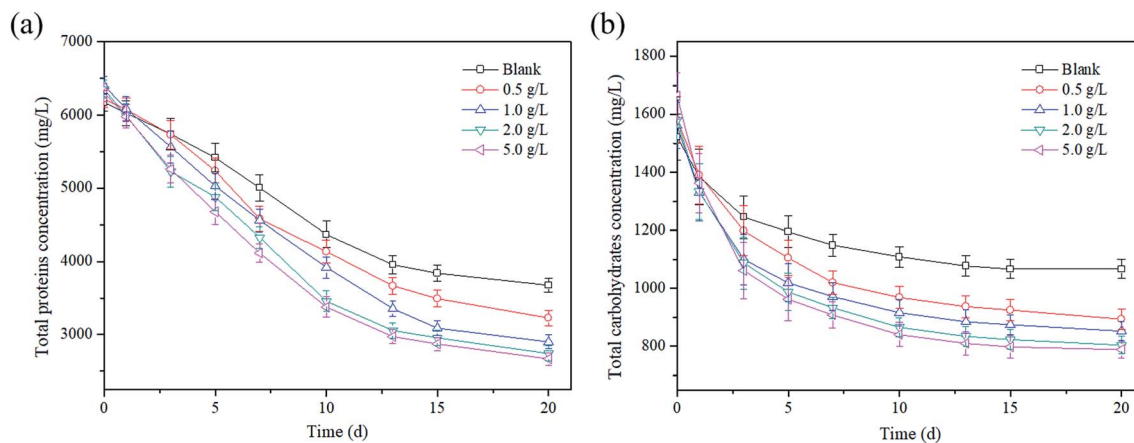 (a)
7000
6000
5000
4000
3000
Total proteins concentration (mg/L)
0
5
10
15
20
Time (d)
Blank
0.5 g/L
1.0 g/L
2.0 g/L
5.0 g/L
(b)
1800
1600
1400
1200
1000
800
Total carbohydrates concentration (mg/L)
0
5
10
15
20
Time (d)
Blank
0.5 g/L
1.0 g/L
2.0 g/L
5.0 g/L